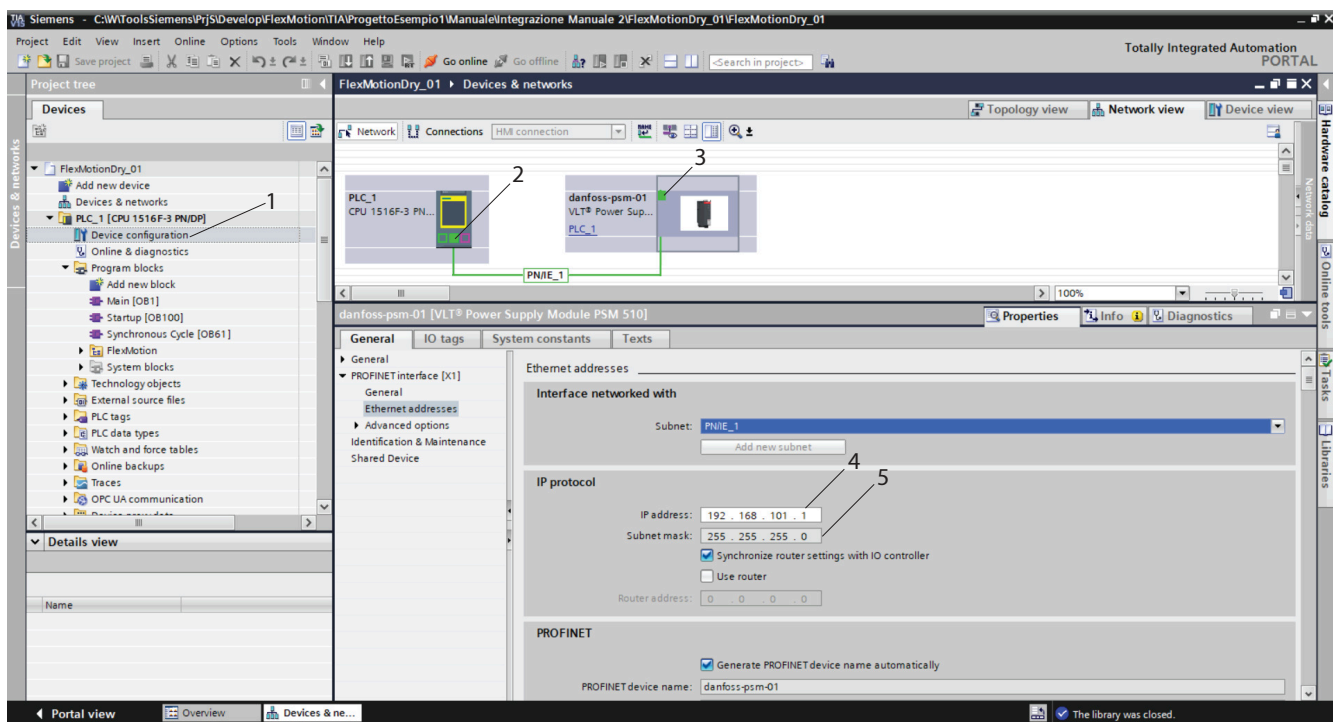 Siemens - C:\W\ToolsSiemens\PrjS\Develop\FlexMotion\TIA\ProgettoEsempio1\Manuale\Integrazione Manuale 2\FlexMotionDry_01\FlexMotionDry_01
Project Edit View Insert Online Options Tools Window Help
Totally Integrated Automation
PORTAL
Save project Go online Go offline <Search in project>
Project tree
FlexMotionDry_01 Devices & networks
Devices
Topology view Network view Device view
Network Connections HMI connection
FlexMotionDry_01
Add new device
Devices & networks
PLC_1 [CPU 1516F-3 PN/DP]
Device configuration
Online & diagnostics
Program blocks
Add new block
Main [OB1]
Startup [OB100]
Synchronous Cycle [OB61]
FlexMotion
System blocks
Technology objects
External source files
PLC tags
PLC data types
Watch and force tables
Online backups
Traces
OPC UA communication
Details view
Name
1
2
3
PLC_1
CPU 1516F-3 PN...
danfoss-psm-01
VLT® Power Sup...
PLC_1
PN/IE_1
100%
danfoss-psm-01 [VLT® Power Supply Module PSM 510]
Properties Info Diagnostics
General IO tags System constants Texts
General
PROFINET interface [X1]
General
Ethernet addresses
Advanced options
Identification & Maintenance
Shared Device
Ethernet addresses
Interface networked with
Subnet: PN/IE_1
Add new subnet
4
5
IP protocol
IP address: 192 . 168 . 101 . 1
Subnet mask: 255 . 255 . 255 . 0
Synchronize router settings with IO controller
Use router
Router address: 0 . 0 . 0 . 0
PROFINET
Generate PROFINET device name automatically
PROFINET device name: danfoss-psm-01
Devices & networks
Network data
Hardware catalog
Online tools
Tasks
Libraries
Portal view Overview Devices & ne...
The library was closed.